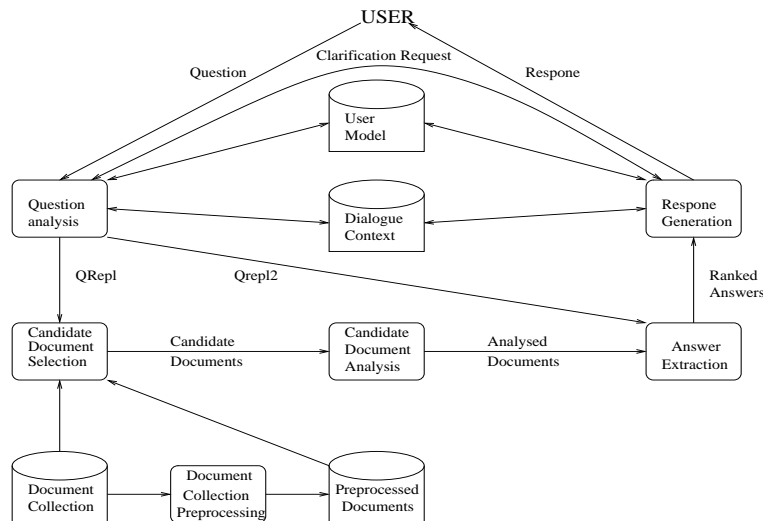 USER
Clarification Request
Question
Respone
User
Model
Question
analysis
Dialogue
Context
Respone
Generation
QRepl
Qrepl2
Ranked
Answers
Candidate
Document
Selection
Candidate
Documents
Candidate
Document
Analysis
Analysed
Documents
Answer
Extraction
Document
Collection
Document
Collection
Preprocessing
Preprocessed
Documents